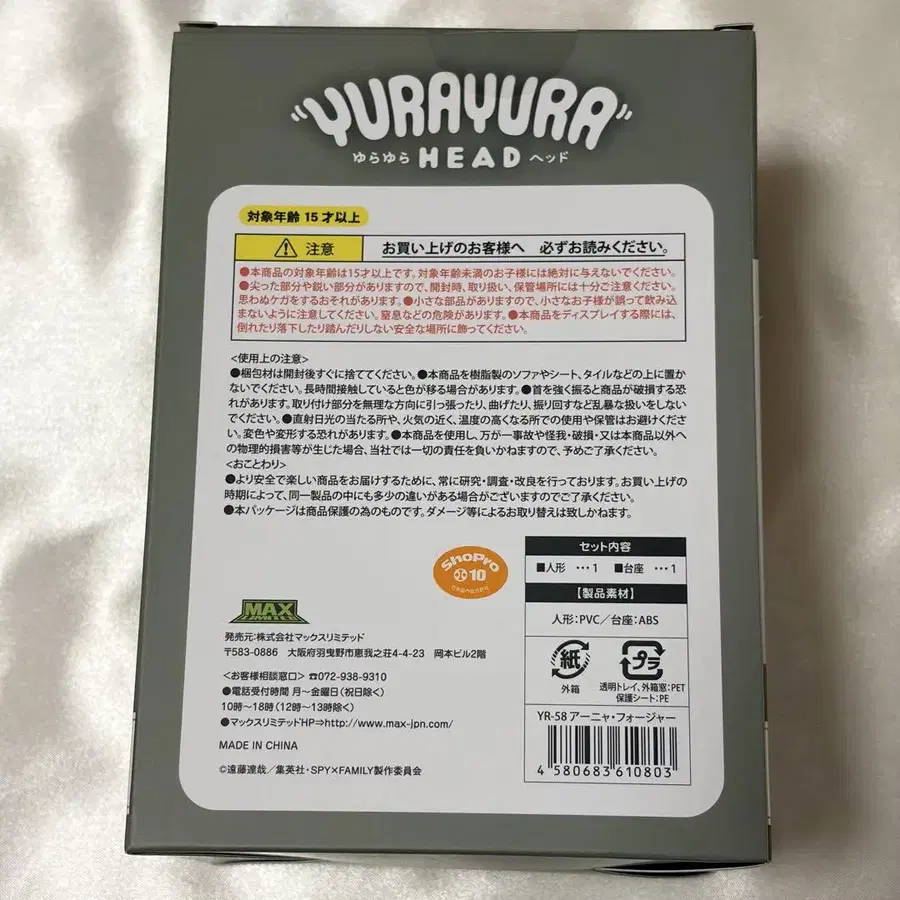 YURAYURA
ゆらゆら HEAD ヘッド
対象年齢 15 才以上
注意 お買い上げのお客様へ 必ずお読みください。
●本商品の対象年齢は15才以上です。対象年齢未満のお子様には絶対に与えないでください。
●尖った部分や鋭い部分がありますので、開封時、取り扱い、保管場所には十分ご注意ください。
思わぬケガをするおそれがあります。●小さな部品がありますので、小さなお子様が誤って飲み込
まないように注意してください。窒息などの危険があります。●本商品をディスプレイする際には、
倒れたり落下したり踏んだりしない安全な場所に飾ってください。
<使用上の注意>
●梱包材は開封後すぐに捨ててください。●本商品を樹脂製のソファやシート、タイルなどの上に置か
ないでください。長時間接触していると色が移る場合があります。●首を強く振ると商品が破損する恐
れがあります。取り付け部分を無理な方向に引っ張ったり、曲げたり、振り回すなど乱暴な扱いをしない
でください。●直射日光の当たる所や、火気の近く、温度の高くなる所での使用や保管はお避けくださ
い。変色や変形する恐れがあります。●本商品を使用し、万が一事故や怪我・破損・又は本商品以外へ
の物理的損害等が生じた場合、当社では一切の責任を負いかねますので、予めご了承ください。
<おことわり>
●より安全で楽しい商品をお届けするために、常に研究・調査・改良を行っております。お買い上げの
時期によって、同一製品の中にも多少の違いがある場合がございますのでご了承ください。
●本パッケージは商品保護の為のものです。ダメージ等によるお取り替えは致しかねます。
ShoPro
10
セット内容
■人形 ・・・1 ■台座 ・・・1
【製品素材】
人形:PVC/台座:ABS
紙
外箱
プラ
透明トレイ、外箱窓:PET
保護シート:PE
MAX
LIMITED
発売元:株式会社マックスリミテッド
〒583-0886 大阪府羽曳野市恵我之荘4-4-23 岡本ビル2階
<お客様相談窓口> ☎072-938-9310
●電話受付時間 月~金曜日(祝日除く)
10時~18時(12時~13時除く)
●マックスリミテッドHP⇒http://www.max-jpn.com/
MADE IN CHINA
©遠藤達哉/集英社・SPY×FAMILY製作委員会
YR-58 アーニャ・フォージャー
4 580683 610803